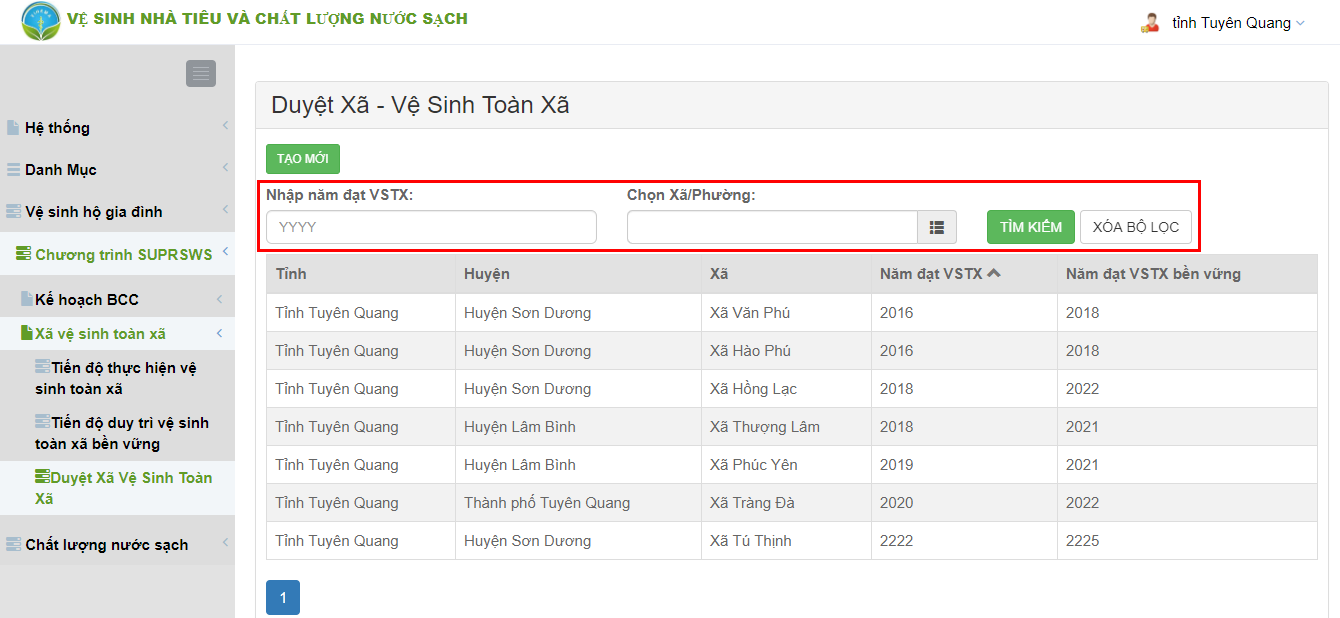 VỆ SINH NHÀ TIÊU VÀ CHẤT LƯỢNG NƯỚC SẠCH
tỉnh Tuyên Quang
Hệ thống
Danh Mục
Vệ sinh hộ gia đình
Chương trình SUPRSWS
Kế hoạch BCC
Xã vệ sinh toàn xã
Tiến độ thực hiện vệ
sinh toàn xã
Tiến độ duy trì vệ sinh
toàn xã bền vững
Duyệt Xã Vệ Sinh Toàn
Xã
Chất lượng nước sạch
Duyệt Xã - Vệ Sinh Toàn Xã
TẠO MỚI
Nhập năm đạt VSTX: Chọn Xã/Phường:
YYYY TÌM KIẾM XÓA BỘ LỌC
Tỉnh Huyện Xã Năm đạt VSTX Năm đạt VSTX bền vững
Tỉnh Tuyên Quang Huyện Sơn Dương Xã Văn Phú 2016 2018
Tỉnh Tuyên Quang Huyện Sơn Dương Xã Hào Phú 2016 2018
Tỉnh Tuyên Quang Huyện Sơn Dương Xã Hồng Lạc 2018 2022
Tỉnh Tuyên Quang Huyện Lâm Bình Xã Thượng Lâm 2018 2021
Tỉnh Tuyên Quang Huyện Lâm Bình Xã Phúc Yên 2019 2021
Tỉnh Tuyên Quang Thành phố Tuyên Quang Xã Tràng Đà 2020 2022
Tỉnh Tuyên Quang Huyện Sơn Dương Xã Tú Thịnh 2222 2225
1